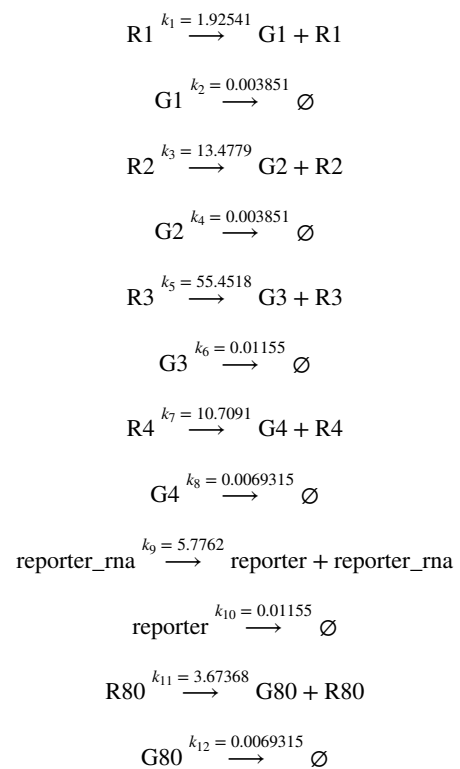 R1 k₁ = 1.92541 ⟶ G1 + R1
G1 k₂ = 0.003851 ⟶ ∅
R2 k₃ = 13.4779 ⟶ G2 + R2
G2 k₄ = 0.003851 ⟶ ∅
R3 k₅ = 55.4518 ⟶ G3 + R3
G3 k₆ = 0.01155 ⟶ ∅
R4 k₇ = 10.7091 ⟶ G4 + R4
G4 k₈ = 0.0069315 ⟶ ∅
reporter_rna k₉ = 5.7762 ⟶ reporter + reporter_rna
reporter k₁₀ = 0.01155 ⟶ ∅
R80 k₁₁ = 3.67368 ⟶ G80 + R80
G80 k₁₂ = 0.0069315 ⟶ ∅